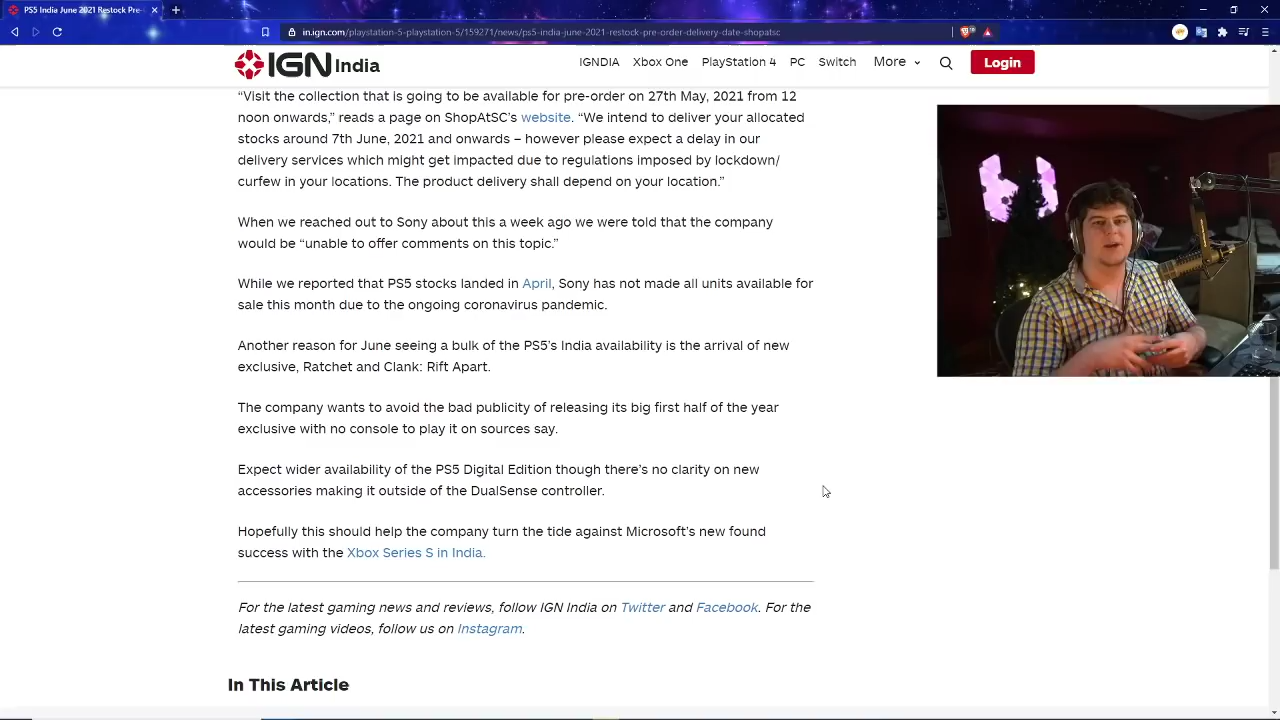 PS5 India June 2021 Restock Pre-
in.ign.com/playstation-5-playstation-5/159271/news/ps5-india-june-2021-restock-pre-order-delivery-date-shopatsc
IGN India
IGNDIA Xbox One PlayStation 4 PC Switch More Login
“Visit the collection that is going to be available for pre-order on 27th May, 2021 from 12
noon onwards,” reads a page on ShopAtSC’s website. “We intend to deliver your allocated
stocks around 7th June, 2021 and onwards – however please expect a delay in our
delivery services which might get impacted due to regulations imposed by lockdown/
curfew in your locations. The product delivery shall depend on your location.”
When we reached out to Sony about this a week ago we were told that the company
would be “unable to offer comments on this topic.”
While we reported that PS5 stocks landed in April, Sony has not made all units available for
sale this month due to the ongoing coronavirus pandemic.
Another reason for June seeing a bulk of the PS5’s India availability is the arrival of new
exclusive, Ratchet and Clank: Rift Apart.
The company wants to avoid the bad publicity of releasing its big first half of the year
exclusive with no console to play it on sources say.
Expect wider availability of the PS5 Digital Edition though there’s no clarity on new
accessories making it outside of the DualSense controller.
Hopefully this should help the company turn the tide against Microsoft’s new found
success with the Xbox Series S in India.
For the latest gaming news and reviews, follow IGN India on Twitter and Facebook. For the
latest gaming videos, follow us on Instagram.
In This Article